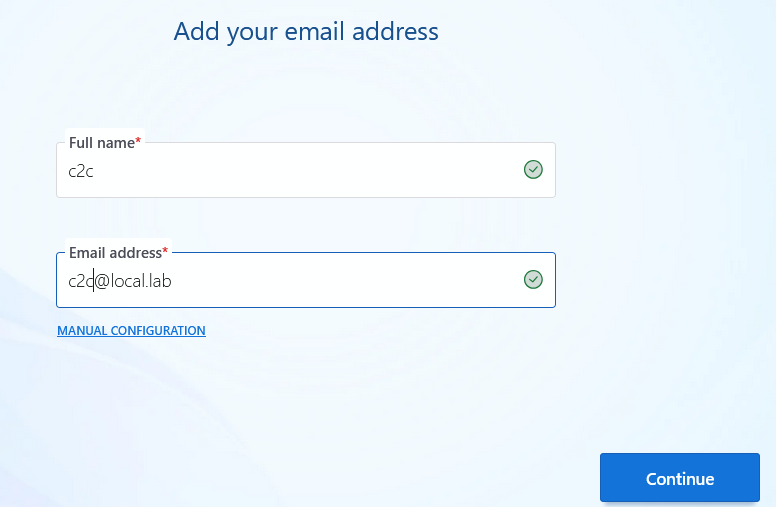 Add your email address
Full name*
c2c
Email address*
c2c@local.lab
MANUAL CONFIGURATION
Continue